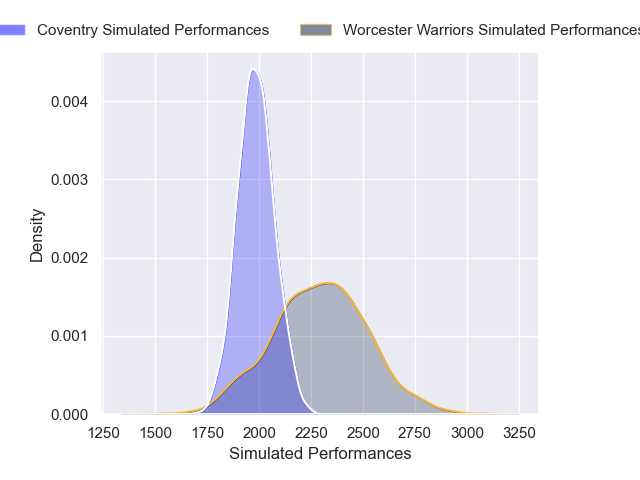 Coventry Simulated Performances
Worcester Warriors Simulated Performances
0.004
0.003
0.002
0.001
0.000
Density
1250 1500 1750 2000 2250 2500 2750 3000 3250
Simulated Performances